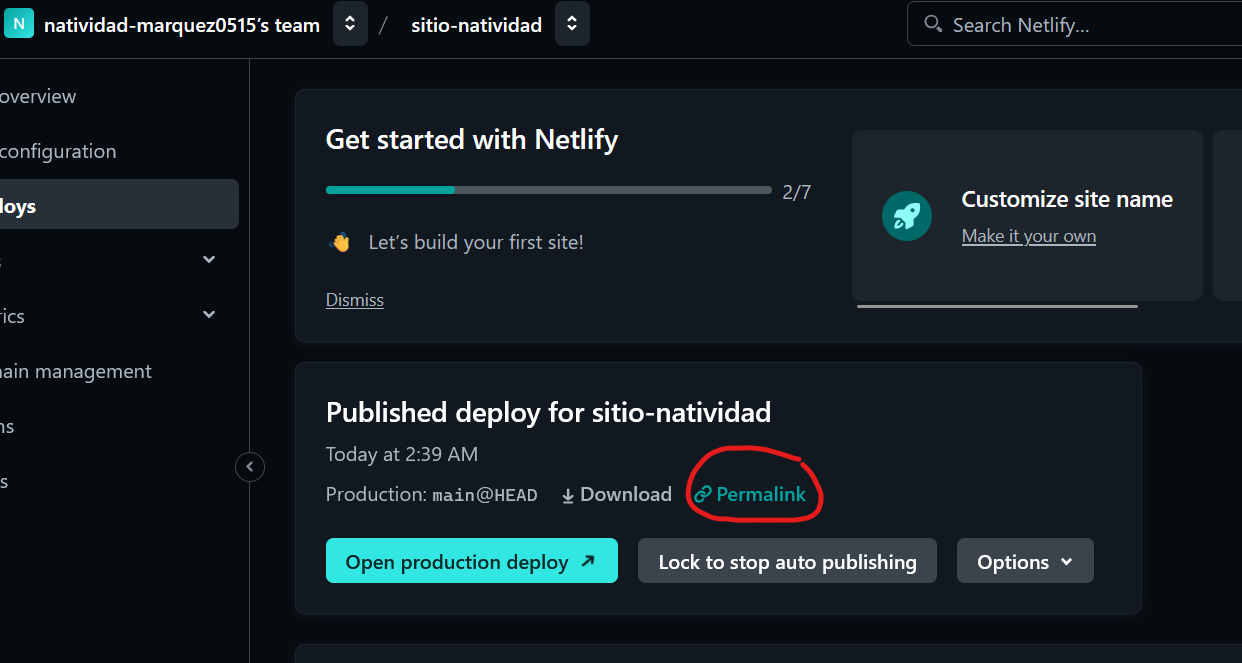 N natividad-marquez0515’s team / sitio-natividad
Search Netlify...
overview
configuration
loys
s
rics
nain management
ns
s
Get started with Netlify
2/7
👋 Let’s build your first site!
Dismiss
Customize site name
Make it your own
Published deploy for sitio-natividad
Today at 2:39 AM
Production: main@HEAD Download Permalink
Open production deploy Lock to stop auto publishing Options